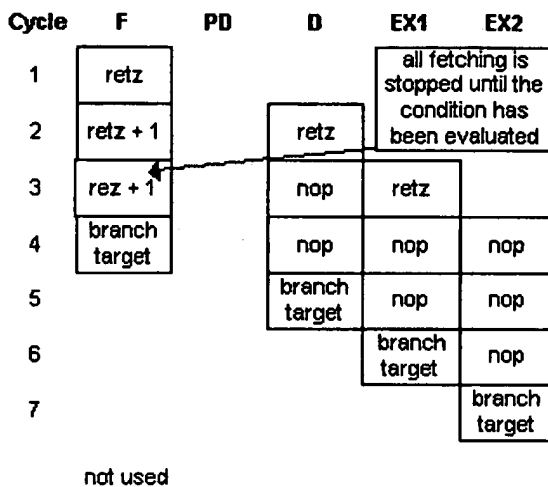 Cycle F PD D EX1 EX2
1 retz all fetching is
stopped until the
condition has
been evaluated
2 retz + 1 retz
3 rez + 1 nop retz
4 branch
target nop nop nop
5 branch
target nop nop
6 branch
target nop
7 branch
target
not used